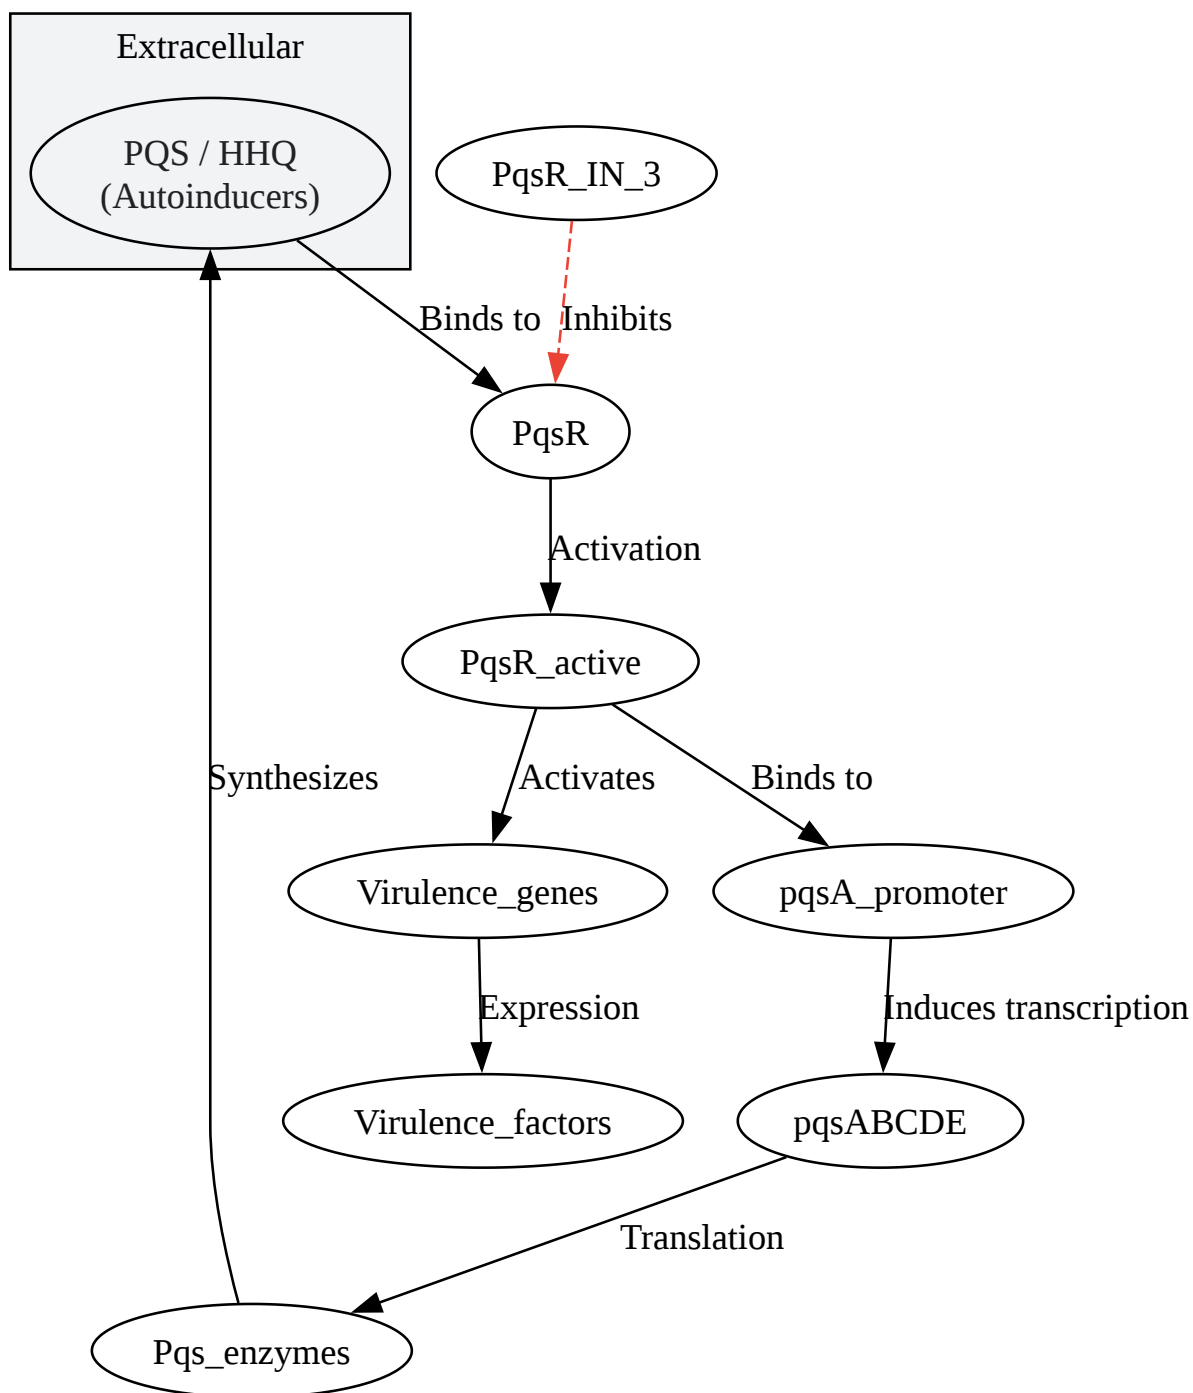 Extracellular
PQS / HHQ
(Autoinducers)
PqsR_IN_3
Binds to
Inhibits
PqsR
Activation
PqsR_active
Synthesizes
Activates
Binds to
Virulence_genes
pqsA_promoter
Expression
Induces transcription
Virulence_factors
pqsABCDE
Translation
Pqs_enzymes